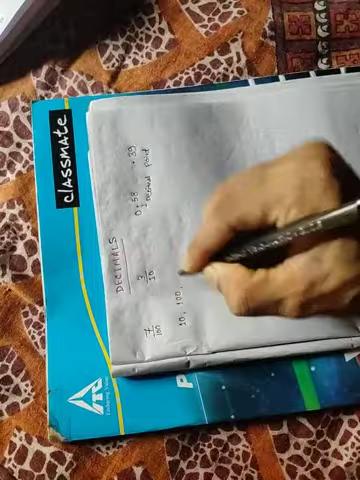 classmate
DECIMALS
7/100 3/10 0.58 .39
↑ Decimal point
10, 100,